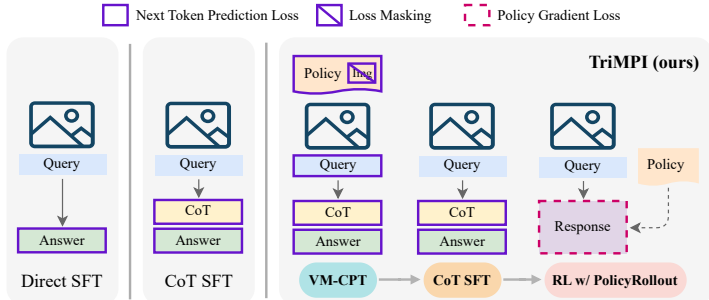 Next Token Prediction Loss
Loss Masking
Policy Gradient Loss
TriMPI (ours)
Policy Img
Query
Query
Query
Query
Query
Policy
CoT
CoT
CoT
Response
Answer
Answer
Answer
Answer
Direct SFT
CoT SFT
VM-CPT
CoT SFT
RL w/ PolicyRollout